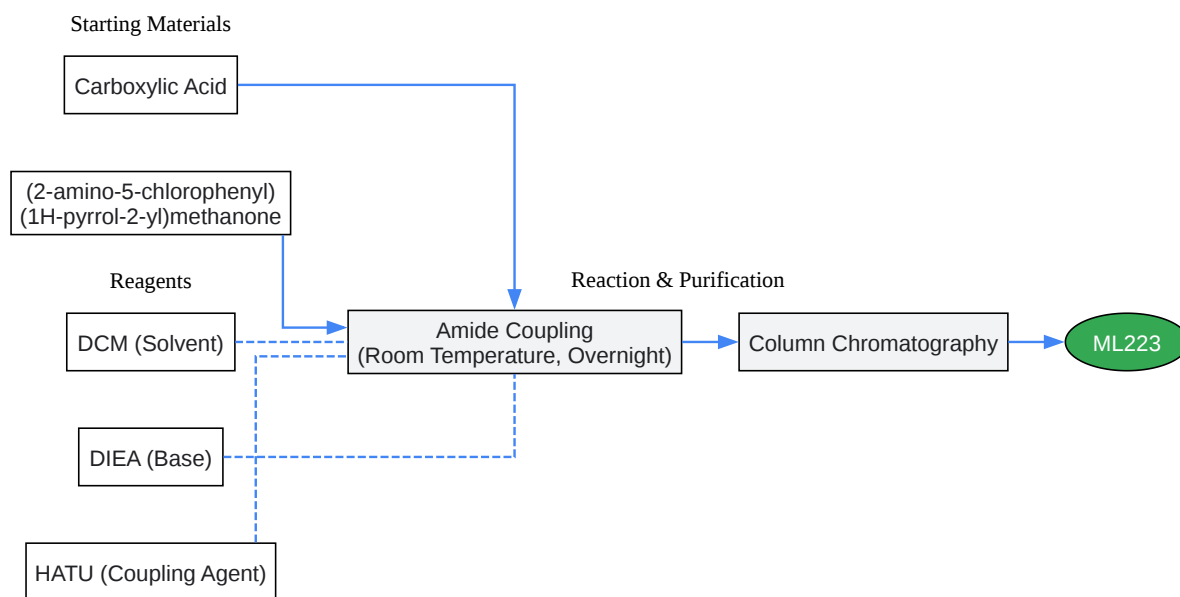 Starting Materials
Carboxylic Acid
(2-amino-5-chlorophenyl)
(1H-pyrrol-2-yl)methanone
Reagents
Reaction & Purification
DCM (Solvent)
Amide Coupling
(Room Temperature, Overnight)
Column Chromatography
ML223
DIEA (Base)
HATU (Coupling Agent)